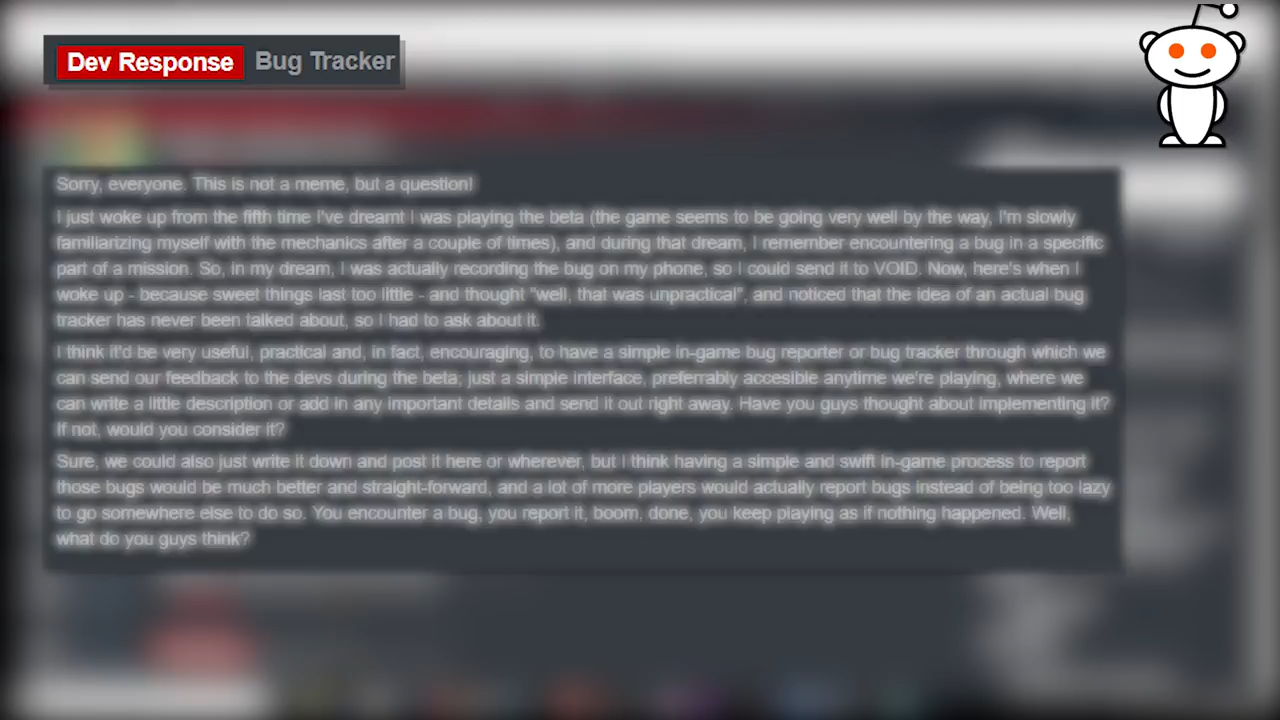 Dev Response Bug Tracker
Sorry, everyone. This is not a meme, but a question!
I just woke up from the fifth time I've dreamt I was playing the beta (the game seems to be going very well by the way, I'm slowly
familiarizing myself with the mechanics after a couple of times), and during that dream, I remember encountering a bug in a specific
part of a mission. So, in my dream, I was actually recording the bug on my phone, so I could send it to VOID. Now, here's when I
woke up - because sweet things last too little - and thought "well, that was unpractical", and noticed that the idea of an actual bug
tracker has never been talked about, so I had to ask about it.
I think it'd be very useful, practical and, in fact, encouraging, to have a simple in-game bug reporter or bug tracker through which we
can send our feedback to the devs during the beta; just a simple interface, preferrably accesible anytime we're playing, where we
can write a little description or add in any important details and send it out right away. Have you guys thought about implementing it?
If not, would you consider it?
Sure, we could also just write it down and post it here or wherever, but I think having a simple and swift in-game process to report
those bugs would be much better and straight-forward, and a lot of more players would actually report bugs instead of being too lazy
to go somewhere else to do so. You encounter a bug, you report it, boom, done, you keep playing as if nothing happened. Well,
what do you guys think?